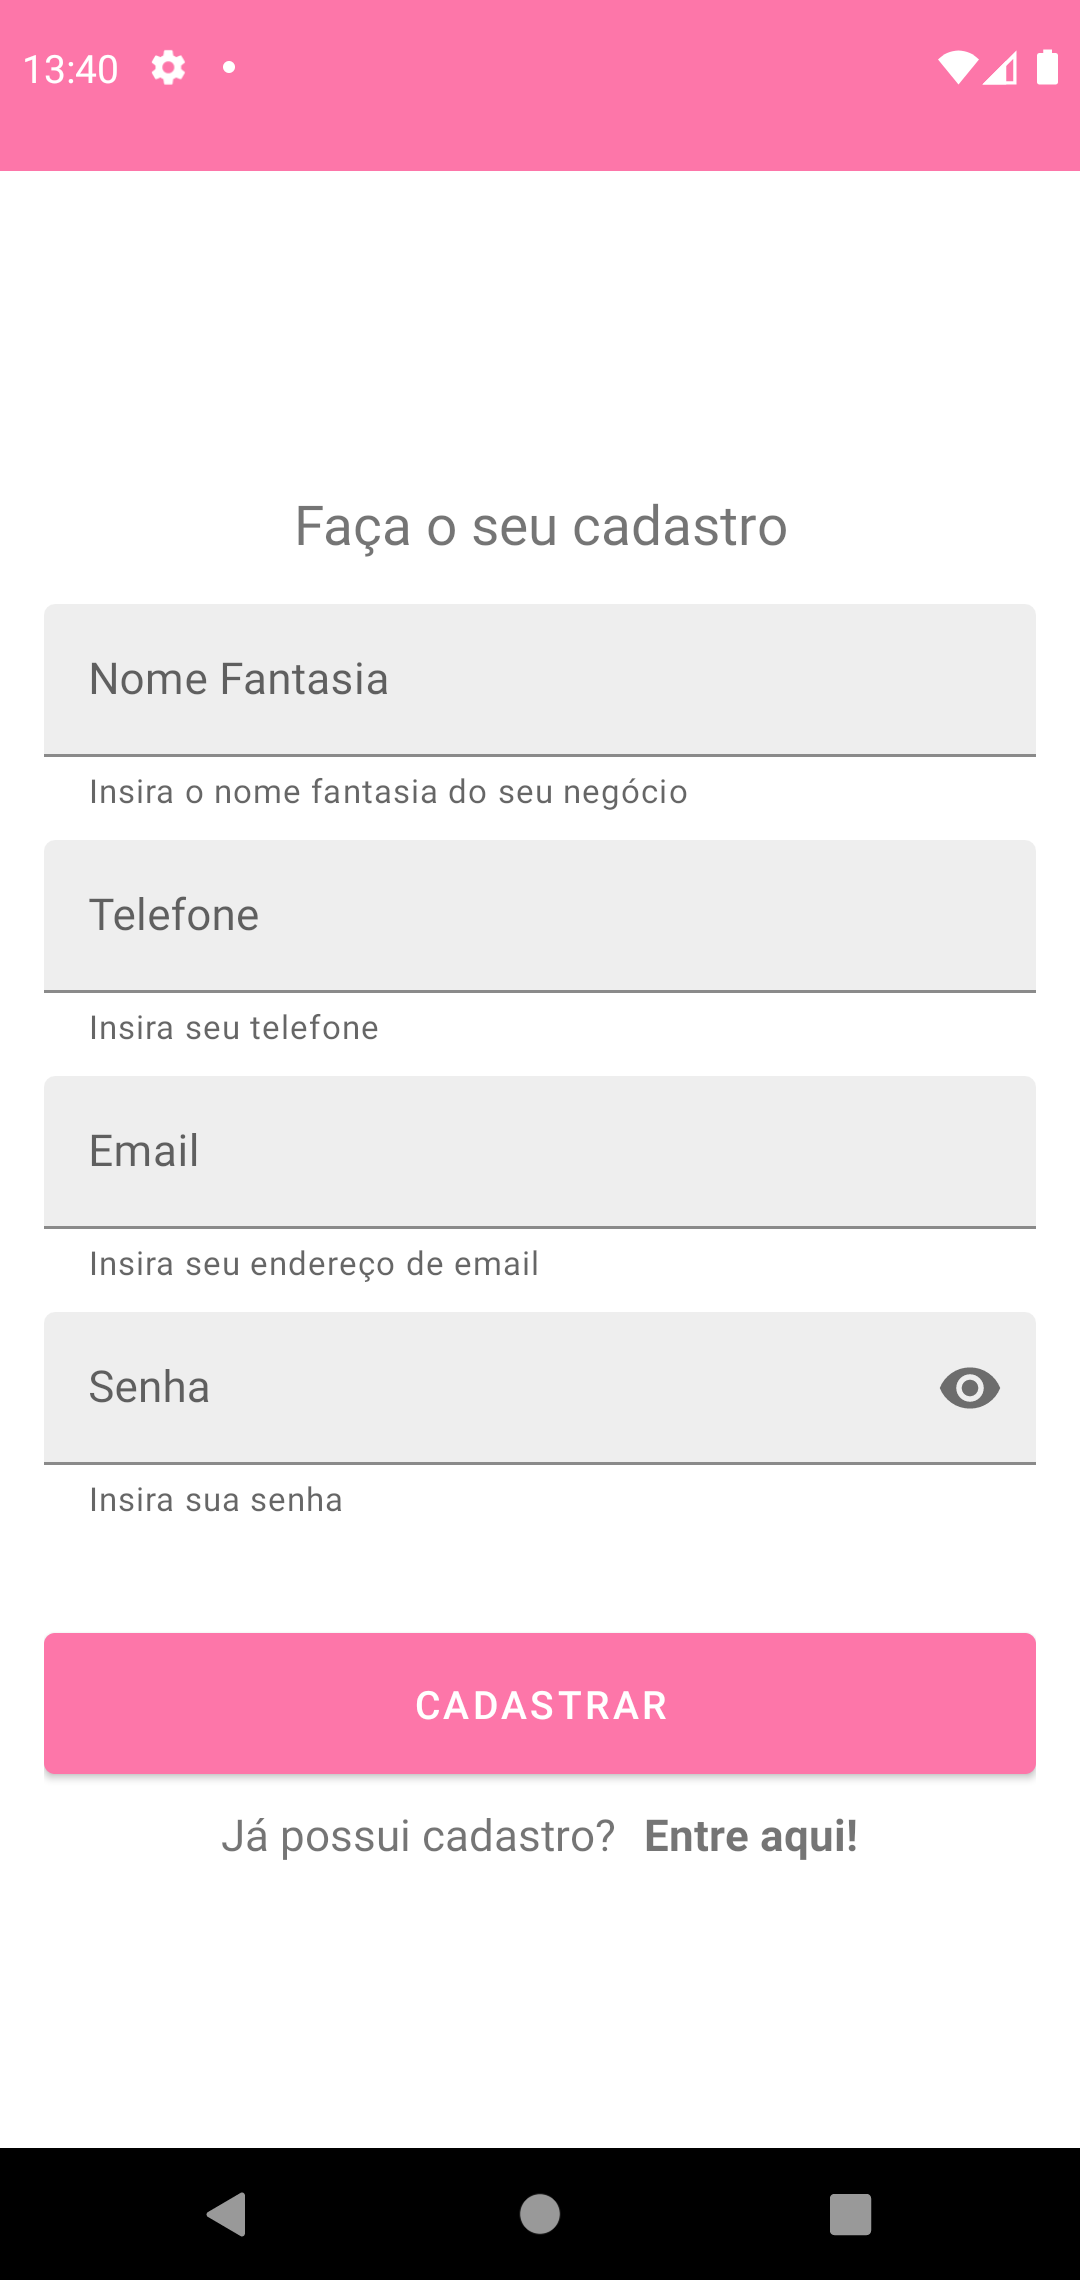 13:40
Faça o seu cadastro
Nome Fantasia
Insira o nome fantasia do seu negócio
Telefone
Insira seu telefone
Email
Insira seu endereço de email
Senha
Insira sua senha
CADASTRAR
Já possui cadastro? Entre aqui!